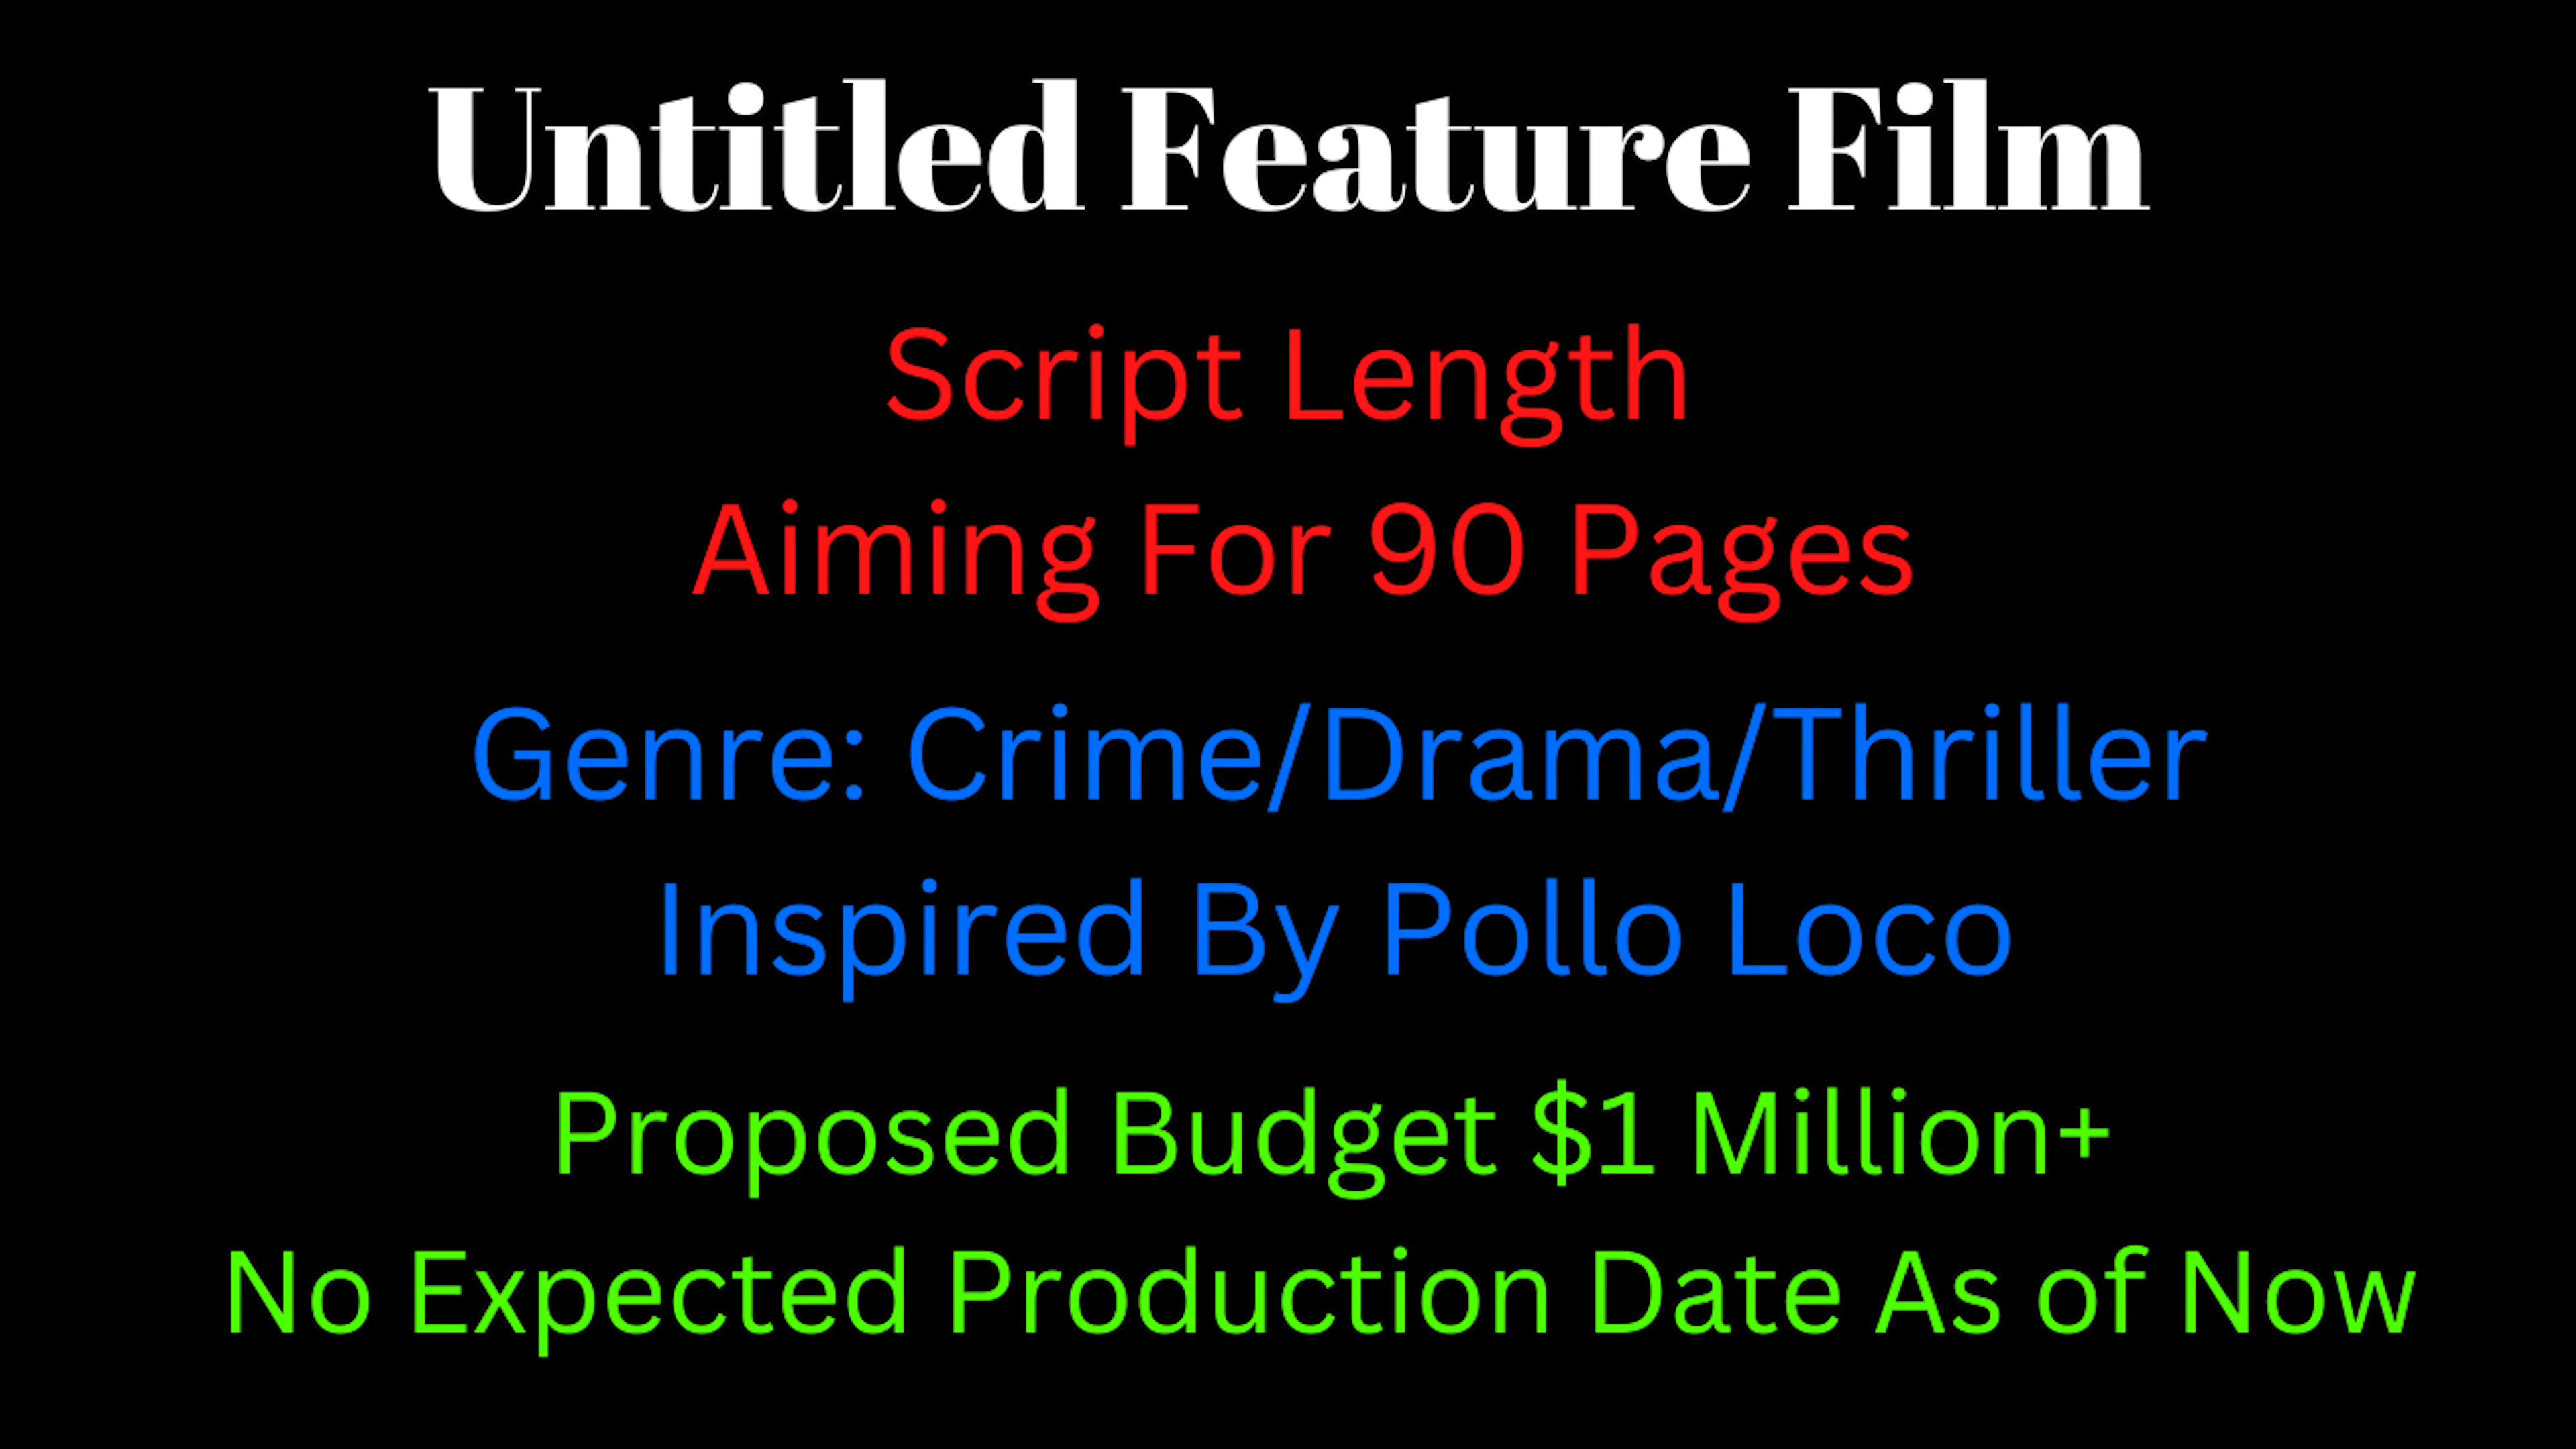 Untitled Feature Film
Script Length
Aiming For 90 Pages
Genre: Crime/Drama/Thriller
Inspired By Pollo Loco
Proposed Budget $1 Million+
No Expected Production Date As of Now